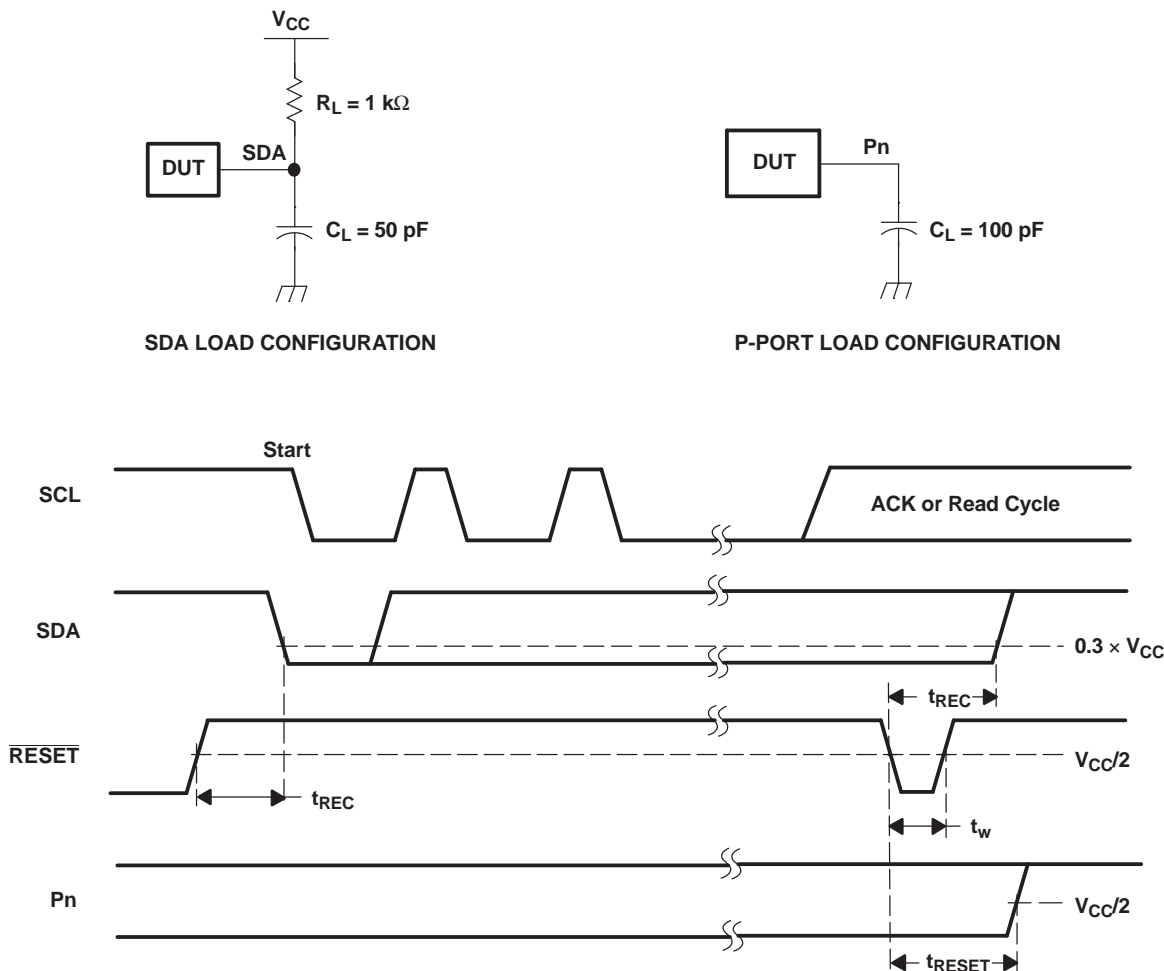 VCC
RL = 1 kΩ
DUT
SDA
CL = 50 pF
SDA LOAD CONFIGURATION
DUT
Pn
CL = 100 pF
P-PORT LOAD CONFIGURATION
Start
SCL
ACK or Read Cycle
SDA
0.3 × VCC
tREC
RESET
VCC/2
tREC
tw
Pn
VCC/2
tRESET